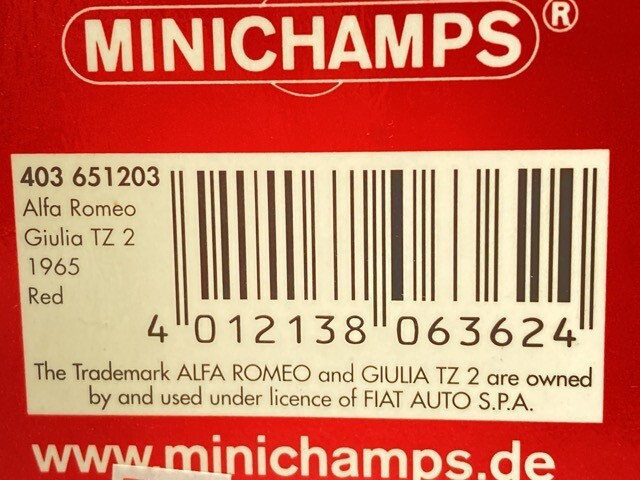 MINICHAMPS®
403 651203
Alfa Romeo
Giulia TZ 2
1965
Red
4 012138 063624
The Trademark ALFA ROMEO and GIULIA TZ 2 are owned
by and used under licence of FIAT AUTO S.P.A.
www.minichamps.de